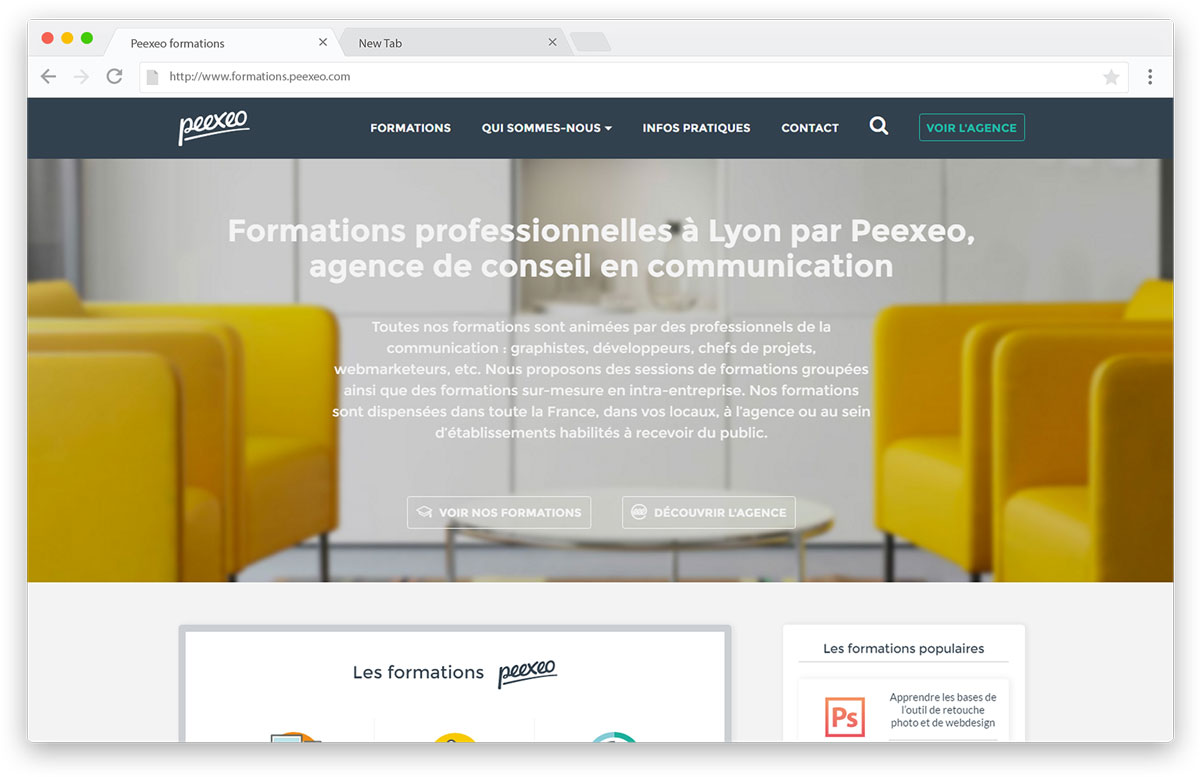 Peexeo formations
New Tab
http://www.formations.peexeo.com
peexeo
FORMATIONS
QUI SOMMES-NOUS
INFOS PRATIQUES
CONTACT
VOIR L'AGENCE
Formations professionnelles à Lyon par Peexeo,
agence de conseil en communication
Toutes nos formations sont animées par des professionnels de la
communication : graphistes, développeurs, chefs de projets,
webmarketeurs, etc. Nous proposons des sessions de formations groupées
ainsi que des formations sur-mesure en intra-entreprise. Nos formations
sont dispensées dans toute la France, dans vos locaux, à l'agence ou au sein
d'établissements habilités à recevoir du public.
VOIR NOS FORMATIONS
DÉCOUVRIR L'AGENCE
Les formations peexeo
Les formations populaires
Ps
Apprendre les bases de
l'outil de retouche
photo et de webdesign